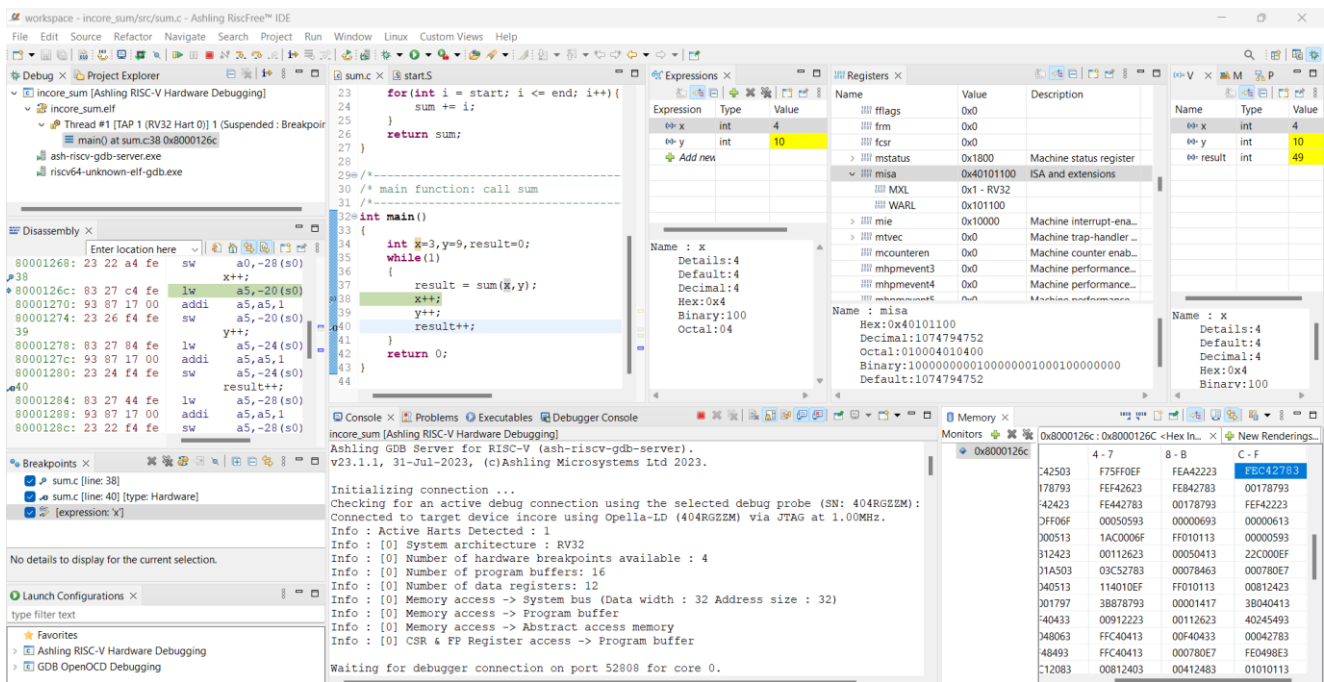 workspace - incore_sum/src/sum.c - Ashling RiscFree™ IDE
File Edit Source Refactor Navigate Search Project Run Window Linux Custom Views Help
Debug × Project Explorer
incore_sum [Ashling RISC-V Hardware Debugging]
incore_sum.elf
Thread #1 [TAP 1 (RV32 Hart 0)] 1 (Suspended : Breakpoir
main() at sum.c:38 0x8000126c
ash-riscv-gdb-server.exe
riscv64-unknown-elf-gdb.exe
Disassembly ×
Enter location here
80001268: 23 22 a4 fe sw a0,-28(s0)
38 x++;
8000126c: 83 27 c4 fe lw a5,-20(s0)
80001270: 93 87 17 00 addi a5,a5,1
80001274: 23 26 f4 fe sw a5,-20(s0)
39 y++;
80001278: 83 27 84 fe lw a5,-24(s0)
8000127c: 93 87 17 00 addi a5,a5,1
80001280: 23 24 f4 fe sw a5,-24(s0)
40 result++;
80001284: 83 27 44 fe lw a5,-28(s0)
80001288: 93 87 17 00 addi a5,a5,1
8000128c: 23 22 f4 fe sw a5,-28(s0)
Breakpoints ×
sum.c [line: 38]
sum.c [line: 40] [type: Hardware]
[expression: 'x']
No details to display for the current selection.
Launch Configurations ×
type filter text
Favorites
Ashling RISC-V Hardware Debugging
GDB OpenOCD Debugging
sum.c × start.S
23 for(int i = start; i <= end; i++){
24 sum += i;
25 }
26 return sum;
27 }
28
29 /*----------------------------------
30 /* main function: call sum
31 /*----------------------------------
32 int main()
33 {
34 int x=3,y=9,result=0;
35 while(1)
36 {
37 result = sum(x,y);
38 x++;
39 y++;
40 result++;
41 }
42 return 0;
43 }
44
Expressions ×
Expression Type Value
x int 4
y int 10
Add new
Name : x
Details:4
Default:4
Decimal:4
Hex:0x4
Binary:100
Octal:04
Registers ×
Name Value Description
fflags 0x0
frm 0x0
fcsr 0x0
mstatus 0x1800 Machine status register
misa 0x40101100 ISA and extensions
MXL 0x1 - RV32
WARL 0x101100
mie 0x10000 Machine interrupt-ena...
mtvec 0x0 Machine trap-handler ...
mcounteren 0x0 Machine counter enab...
mhpmevent3 0x0 Machine performance...
mhpmevent4 0x0 Machine performance...
mhpmevent5 0x0 Machine performance
Name : misa
Hex:0x40101100
Decimal:1074794752
Octal:010004010400
Binary:1000000000100000001000100000000
Default:1074794752
V × M P
Name Type Value
x int 4
y int 10
result int 49
Name : x
Details:4
Default:4
Decimal:4
Hex:0x4
Binary:100
Console × Problems Executables Debugger Console
incore_sum [Ashling RISC-V Hardware Debugging]
Ashling GDB Server for RISC-V (ash-riscv-gdb-server).
v23.1.1, 31-Jul-2023, (c)Ashling Microsystems Ltd 2023.
Initializing connection ...
Checking for an active debug connection using the selected debug probe (SN: 404RGZZM):
Connected to target device incore using Opella-LD (404RGZZM) via JTAG at 1.00MHz.
Info : Active Harts Detected : 1
Info : [0] System architecture : RV32
Info : [0] Number of hardware breakpoints available : 4
Info : [0] Number of program buffers: 16
Info : [0] Number of data registers: 12
Info : [0] Memory access -> System bus (Data width : 32 Address size : 32)
Info : [0] Memory access -> Program buffer
Info : [0] Memory access -> Abstract access memory
Info : [0] CSR & FP Register access -> Program buffer
Waiting for debugger connection on port 52808 for core 0.
Memory ×
Monitors
0x8000126c
0x8000126c : 0x8000126C <Hex In... × New Renderings...
4 - 7 8 - B C - F
C42503 F75FF0EF FEA42223 FEC42783
178793 FEF42623 FE842783 00178793
F42423 FE442783 00178793 FEF42223
DFF06F 00050593 00000693 00000613
000513 1AC0006F FF010113 00000593
812423 00112623 00050413 22C000EF
01A503 03C52783 00078463 000780E7
040513 114010EF FF010113 00812423
001797 3B878793 00001417 3B040413
F40433 00912223 00112623 40245493
048063 FFC40413 00F40433 00042783
F48493 FFC40413 000780E7 FE0498E3
C12083 00812403 00412483 01010113